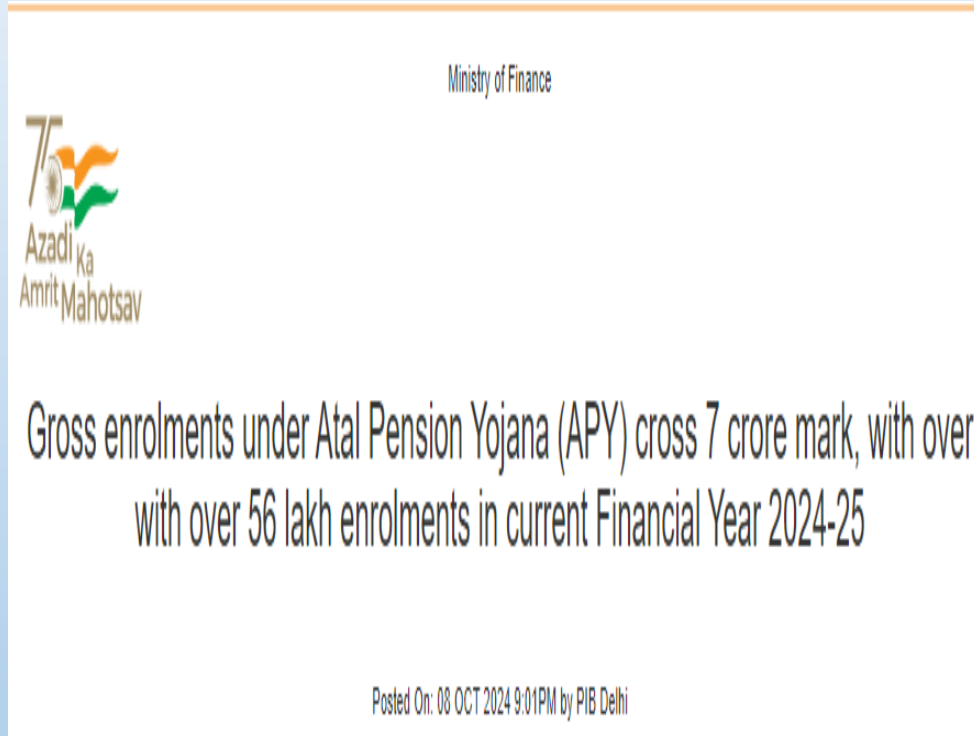 Ministry of Finance
75
Azadi Ka
Amrit Mahotsav
Gross enrolments under Atal Pension Yojana (APY) cross 7 crore mark, with over
with over 56 lakh enrolments in current Financial Year 2024-25
Posted On: 08 OCT 2024 9:01PM by PIB Delhi